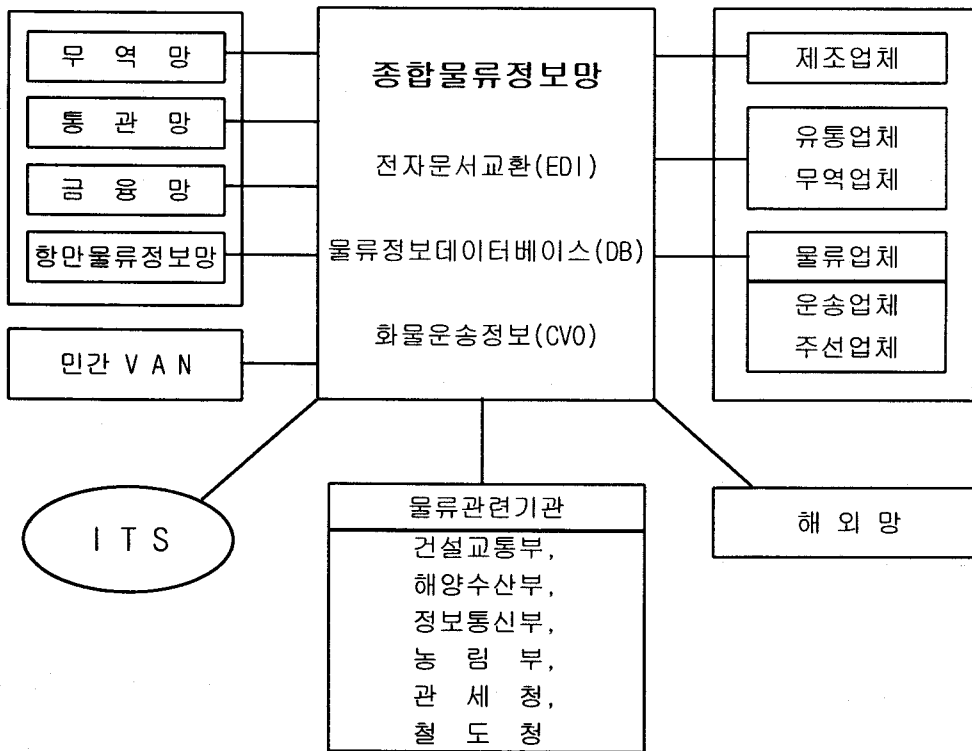 무 역 망
통 관 망
금 융 망
항만물류정보망
민간 V A N
종합물류정보망
전자문서교환(EDI)
물류정보데이터베이스(DB)
화물운송정보(CVO)
제조업체
유통업체
무역업체
물류업체
운송업체
주선업체
I T S
물류관련기관
건설교통부,
해양수산부,
정보통신부,
농 림 부,
관 세 청,
철 도 청
해 외 망